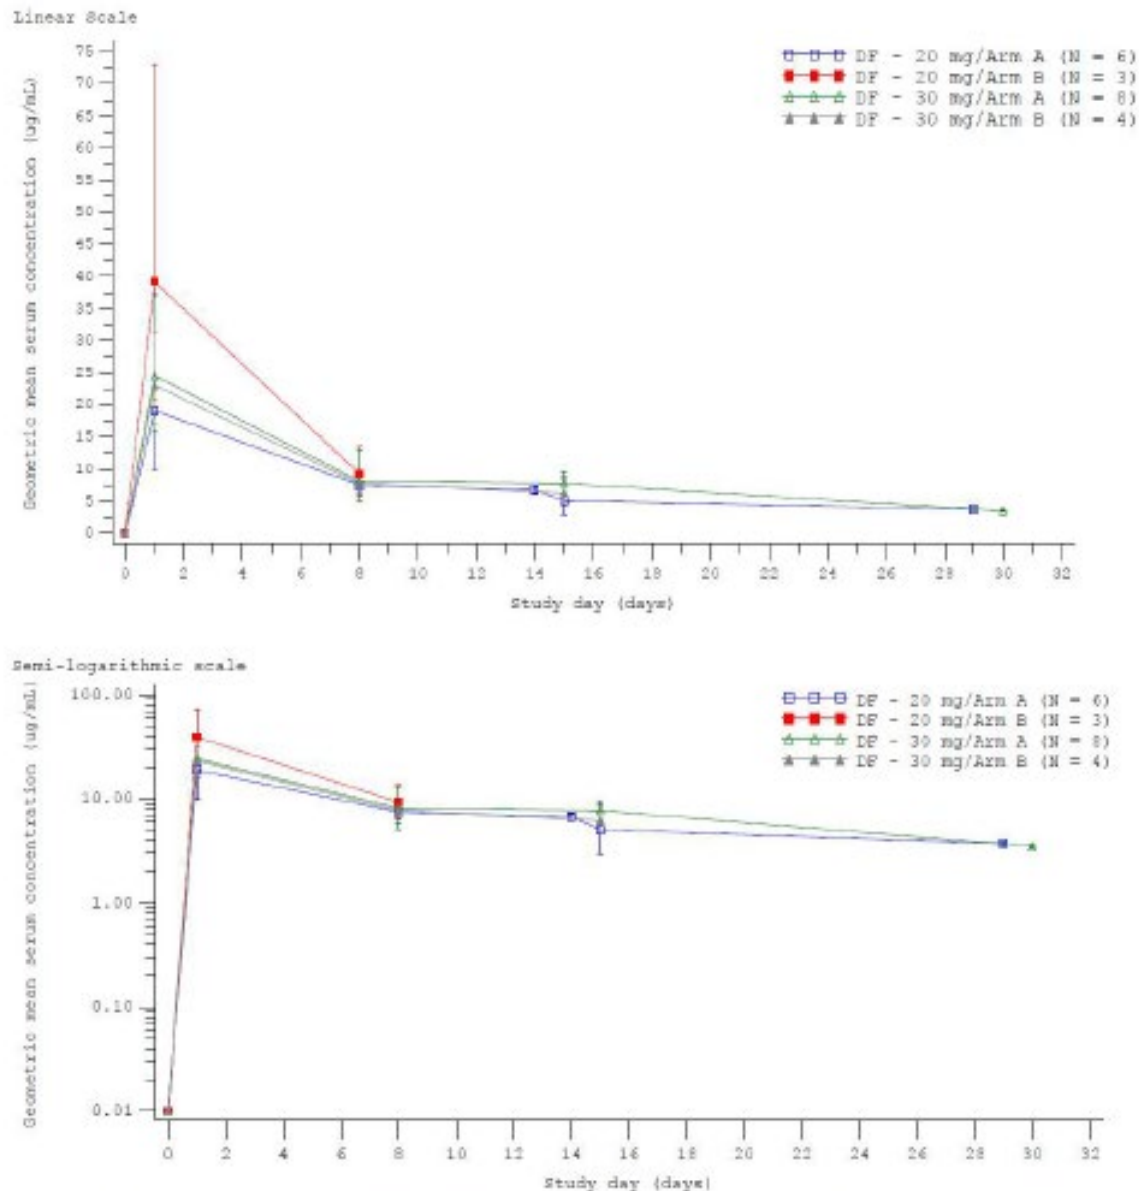 Linear Scale
Geometric mean serum concentration (ug/mL)
75
70
65
60
55
50
45
40
35
30
25
20
15
10
5
0
DF - 20 mg/Arm A (N = 6)
DF - 20 mg/Arm B (N = 3)
DF - 30 mg/Arm A (N = 8)
DF - 30 mg/Arm B (N = 4)
0 2 4 6 8 10 12 14 16 18 20 22 24 26 28 30 32
Study day (days)
Semi-logarithmic scale
Geometric mean serum concentration (ug/mL)
100.00
10.00
1.00
0.10
0.01
DF - 20 mg/Arm A (N = 6)
DF - 20 mg/Arm B (N = 3)
DF - 30 mg/Arm A (N = 8)
DF - 30 mg/Arm B (N = 4)
0 2 4 6 8 10 12 14 16 18 20 22 24 26 28 30 32
Study day (days)